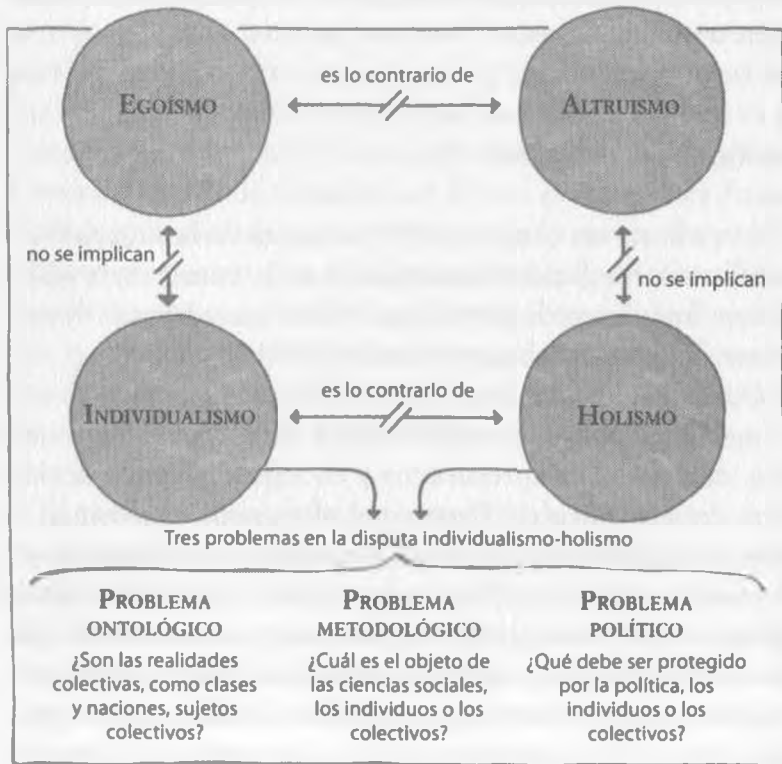 EGOÍSMO
es lo contrario de
ALTRUISMO
no se implican
no se implican
INDIVIDUALISMO
es lo contrario de
HOLISMO
Tres problemas en la disputa individualismo-holismo
PROBLEMA
ONTOLÓGICO
¿Son las realidades
colectivas, como clases
y naciones, sujetos
colectivos?
PROBLEMA
METODOLÓGICO
¿Cuál es el objeto de
las ciencias sociales,
los individuos o los
colectivos?
PROBLEMA
POLÍTICO
¿Qué debe ser protegido
por la política, los
individuos o los
colectivos?